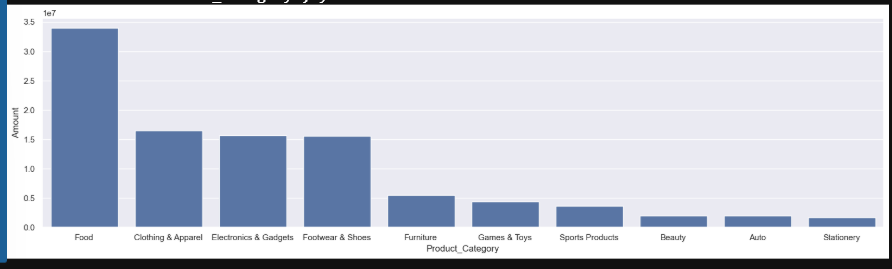 1e7
3.5
3.0
2.5
2.0
1.5
1.0
0.5
0.0
Amount
Food Clothing & Apparel Electronics & Gadgets Footwear & Shoes Furniture Games & Toys Sports Products Beauty Auto Stationery
Product_Category